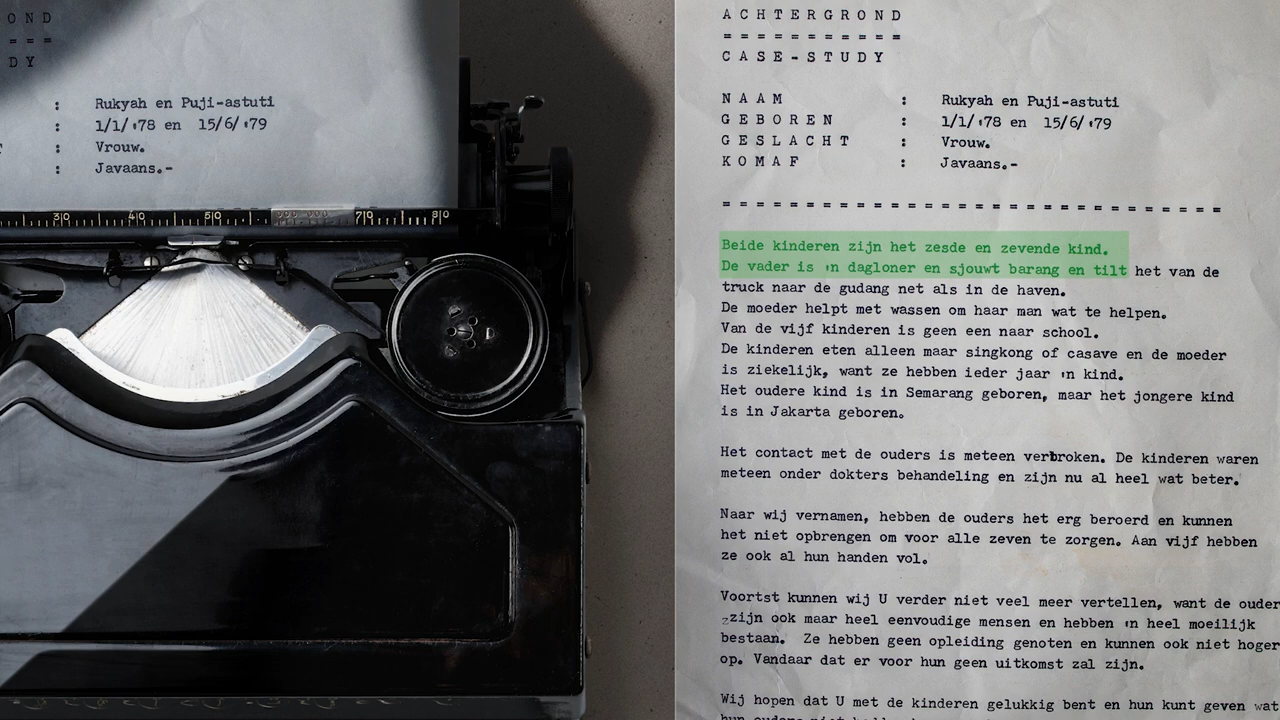 O N D
= = =
D Y
: Rukyah en Puji-astuti
: 1/1/'78 en 15/6/'79
T : Vrouw.
: Javaans.-
30 40 50 70 80
A C H T E R G R O N D
= = = = = = = = = = =
C A S E - S T U D Y
N A A M : Rukyah en Puji-astuti
G E B O R E N : 1/1/'78 en 15/6/'79
G E S L A C H T : Vrouw.
K O M A F : Javaans.-
= = = = = = = = = = = = = = = = = = = = = = = = = = = =
Beide kinderen zijn het zesde en zevende kind.
De vader is 'n dagloner en sjouwt barang en tilt het van de
truck naar de gudang net als in de haven.
De moeder helpt met wassen om haar man wat te helpen.
Van de vijf kinderen is geen een naar school.
De kinderen eten alleen maar singkong of casave en de moeder
is ziekelijk, want ze hebben ieder jaar 'n kind.
Het oudere kind is in Semarang geboren, maar het jongere kind
is in Jakarta geboren.
Het contact met de ouders is meteen verbroken. De kinderen waren
meteen onder dokters behandeling en zijn nu al heel wat beter.
Naar wij vernamen, hebben de ouders het erg beroerd en kunnen
het niet opbrengen om voor alle zeven te zorgen. Aan vijf hebben
ze ook al hun handen vol.
Voortst kunnen wij U verder niet veel meer vertellen, want de ouder
zijn ook maar heel eenvoudige mensen en hebben 'n heel moeilijk
bestaan. Ze hebben geen opleiding genoten en kunnen ook niet hoger
op. Vandaar dat er voor hun geen uitkomst zal zijn.
Wij hopen dat U met de kinderen gelukkig bent en hun kunt geven wat